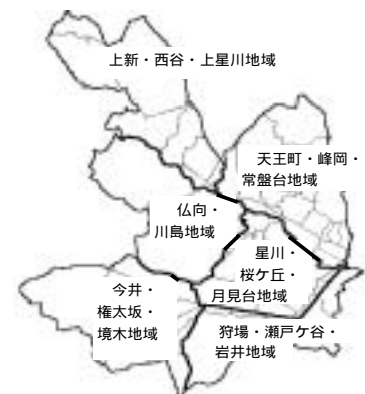 上新・西谷・上星川地域
天王町・峰岡・
常盤台地域
仏向・
川島地域
星川・
桜ケ丘・
月見台地域
今井・
権太坂・
境木地域
狩場・瀬戸ケ谷・
岩井地域